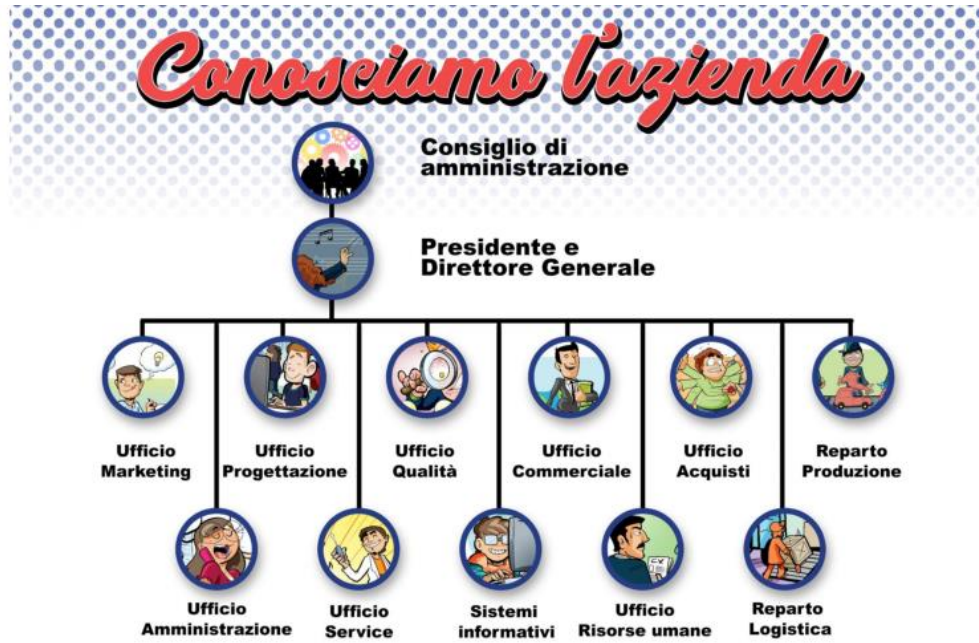 Conosciamo l'azienda
Consiglio di
amministrazione
Presidente e
Direttore Generale
Ufficio
Marketing
Ufficio
Progettazione
Ufficio
Qualità
Ufficio
Commerciale
Ufficio
Acquisti
Reparto
Produzione
Ufficio
Amministrazione
Ufficio
Service
Sistemi
informativi
Ufficio
Risorse umane
Reparto
Logistica
CV